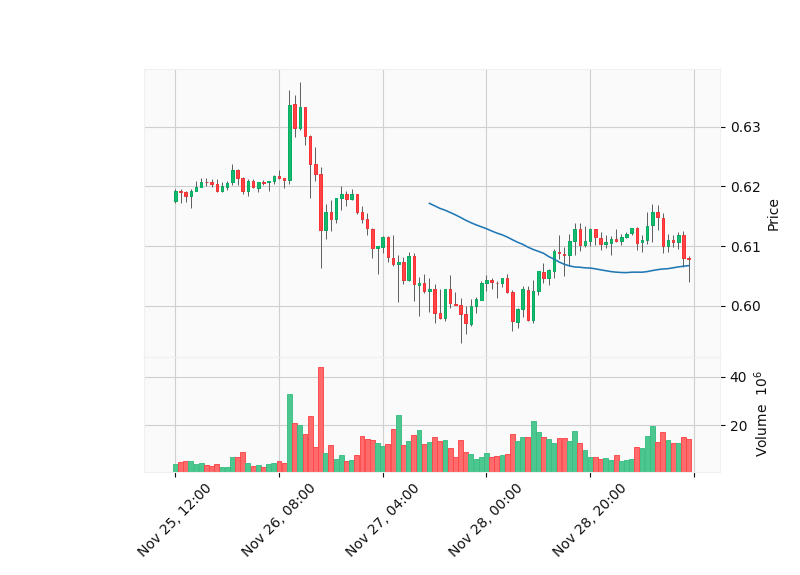 0.63
0.62
0.61
0.60
Price
40
20
Volume 10^6
Nov 25, 12:00
Nov 26, 08:00
Nov 27, 04:00
Nov 28, 00:00
Nov 28, 20:00